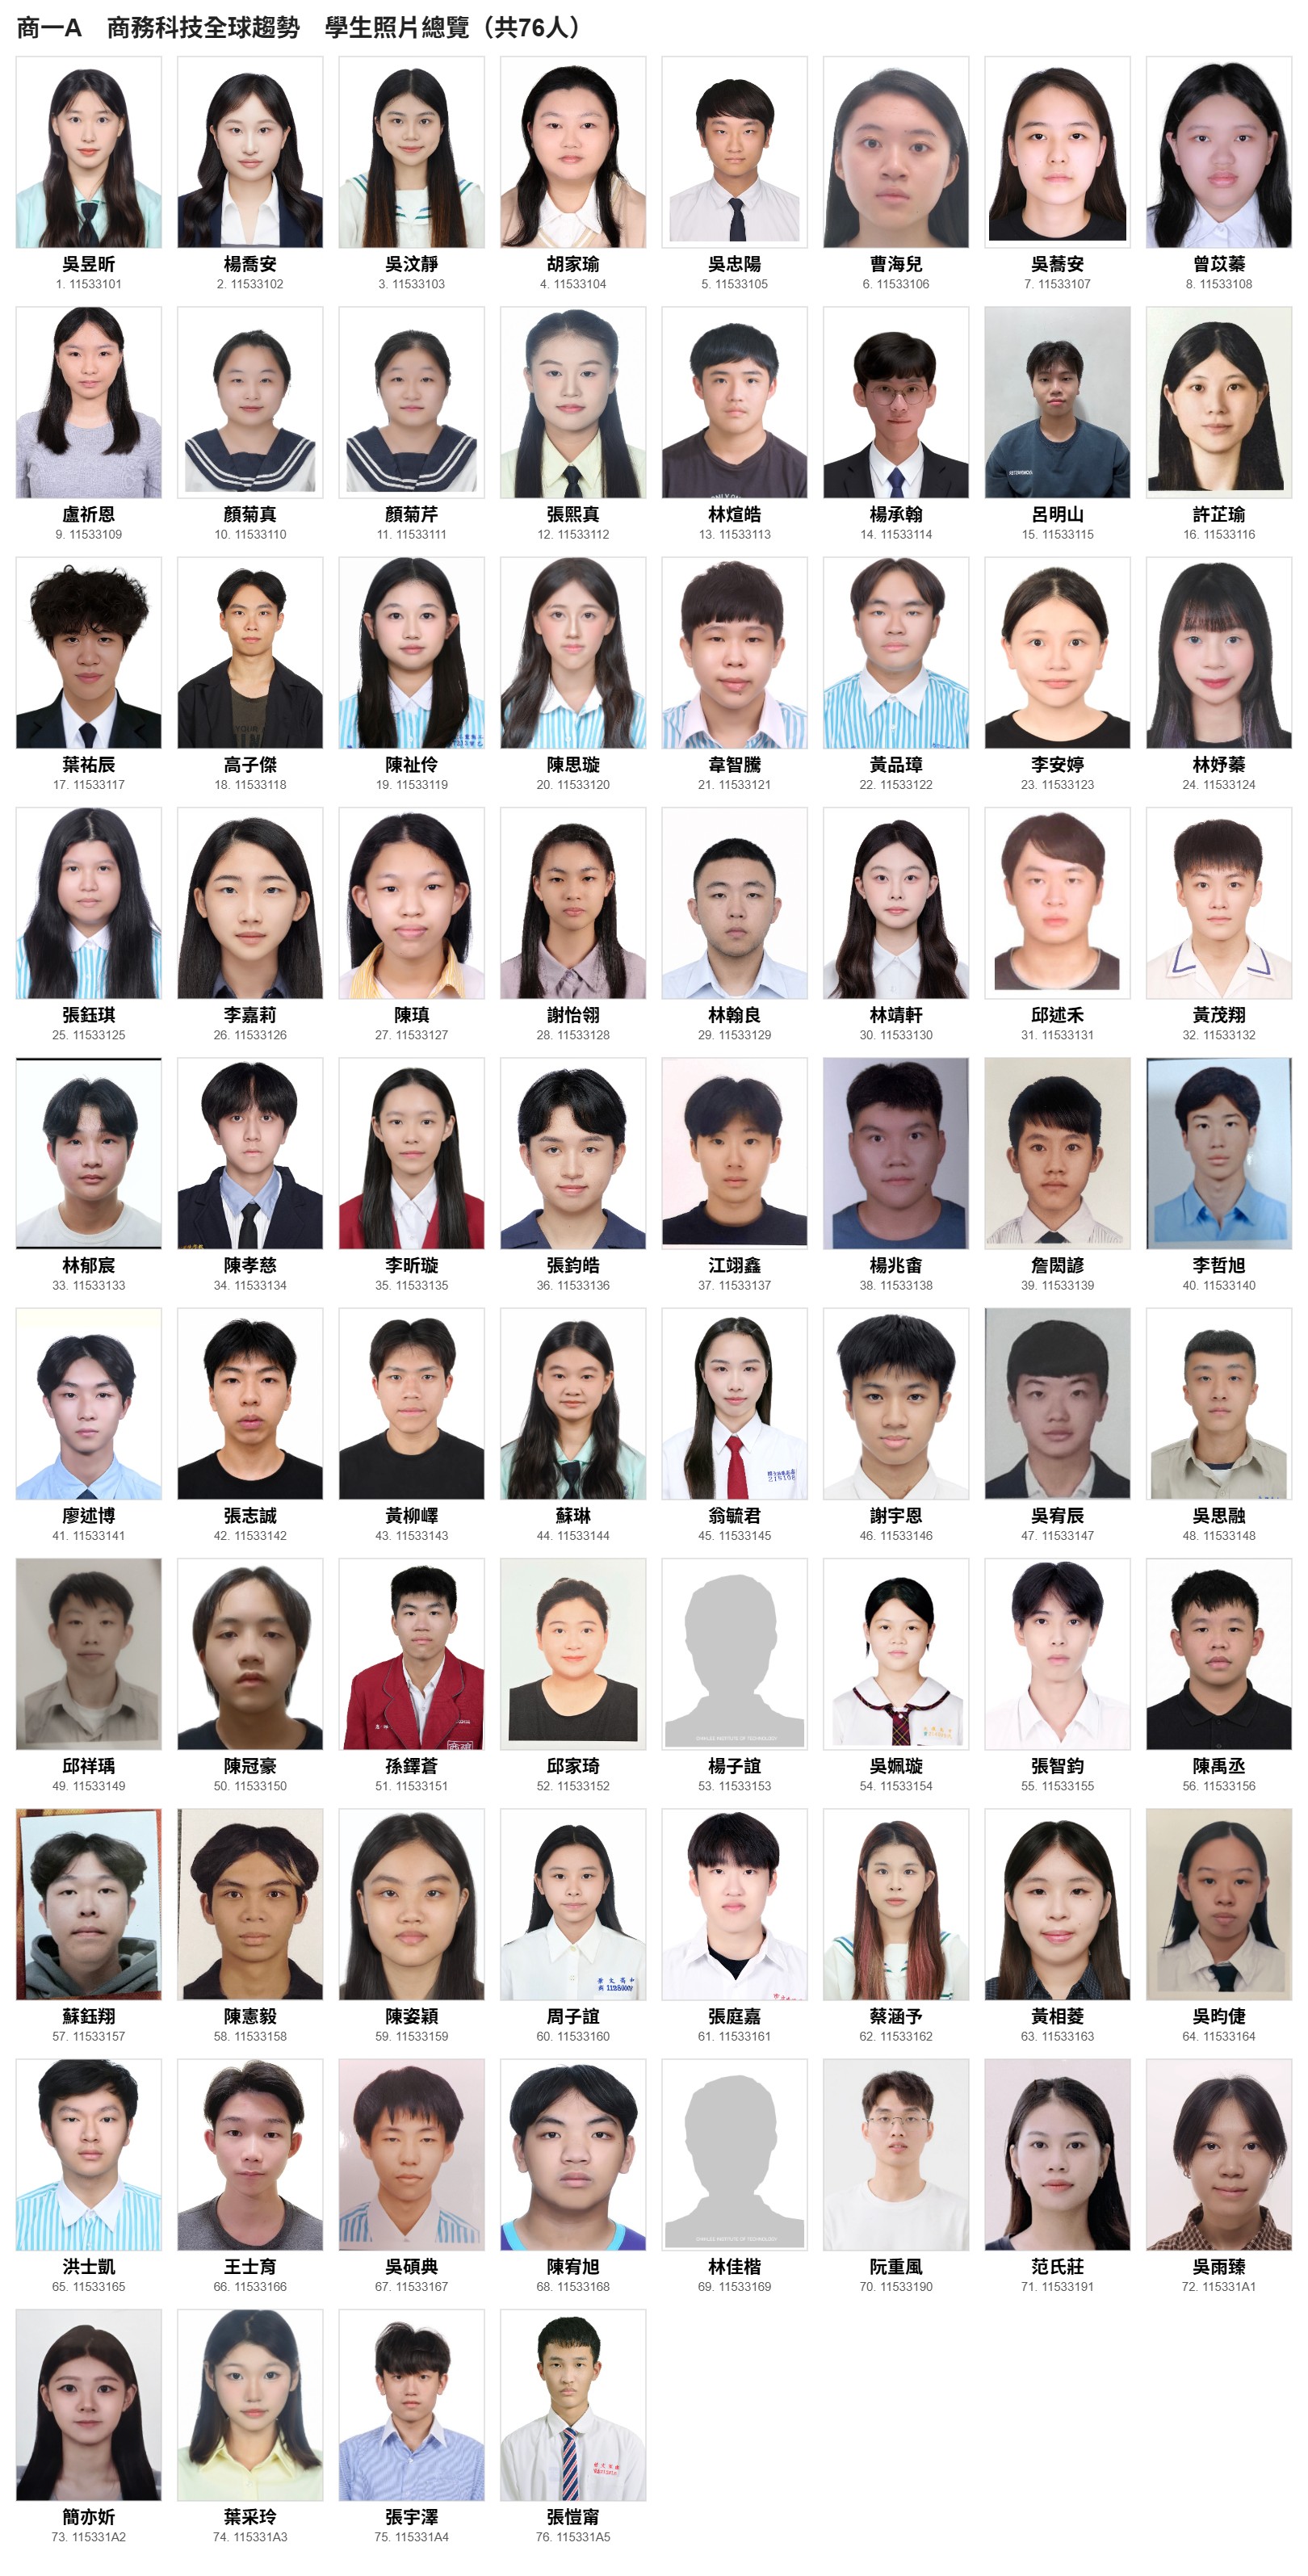 商一A　商務科技全球趨勢　學生照片總覽（共76人）
吳昱昕 楊喬安 吳汶靜 胡家瑜 吳忠陽 曹海兒 吳蕎安 曾苡蓁
1. 11533101 2. 11533102 3. 11533103 4. 11533104 5. 11533105 6. 11533106 7. 11533107 8. 11533108
盧祈恩 顏菊真 顏菊芹 張熙真 林煊皓 楊承翰 呂明山 許芷瑜
9. 11533109 10. 11533110 11. 11533111 12. 11533112 13. 11533113 14. 11533114 15. 11533115 16. 11533116
葉祐辰 高子傑 陳祉伶 陳思璇 韋智騰 黃品璋 李安婷 林妤蓁
17. 11533117 18. 11533118 19. 11533119 20. 11533120 21. 11533121 22. 11533122 23. 11533123 24. 11533124
張鈺琪 李嘉莉 陳瑱 謝怡翎 林翰良 林靖軒 邱述禾 黃茂翔
25. 11533125 26. 11533126 27. 11533127 28. 11533128 29. 11533129 30. 11533130 31. 11533131 32. 11533132
林郁宸 陳孝慈 李昕璇 張鈞皓 江翊鑫 楊兆畬 詹閎諺 李哲旭
33. 11533133 34. 11533134 35. 11533135 36. 11533136 37. 11533137 38. 11533138 39. 11533139 40. 11533140
廖述博 張志誠 黃柳嶧 蘇琳 翁毓君 謝宇恩 吳宥辰 吳思融
41. 11533141 42. 11533142 43. 11533143 44. 11533144 45. 11533145 46. 11533146 47. 11533147 48. 11533148
邱祥瑀 陳冠豪 孫鐸蒼 邱家琦 楊子誼 吳姵璇 張智鈞 陳禹丞
49. 11533149 50. 11533150 51. 11533151 52. 11533152 53. 11533153 54. 11533154 55. 11533155 56. 11533156
蘇鈺翔 陳憲毅 陳姿穎 周子誼 張庭嘉 蔡涵予 黃相菱 吳昀倢
57. 11533157 58. 11533158 59. 11533159 60. 11533160 61. 11533161 62. 11533162 63. 11533163 64. 11533164
洪士凱 王士育 吳碩典 陳宥旭 林佳楷 阮重風 范氏莊 吳雨臻
65. 11533165 66. 11533166 67. 11533167 68. 11533168 69. 11533169 70. 11533190 71. 11533191 72. 115331A1
簡亦妡 葉采玲 張宇澤 張愷甯
73. 115331A2 74. 115331A3 75. 115331A4 76. 115331A5